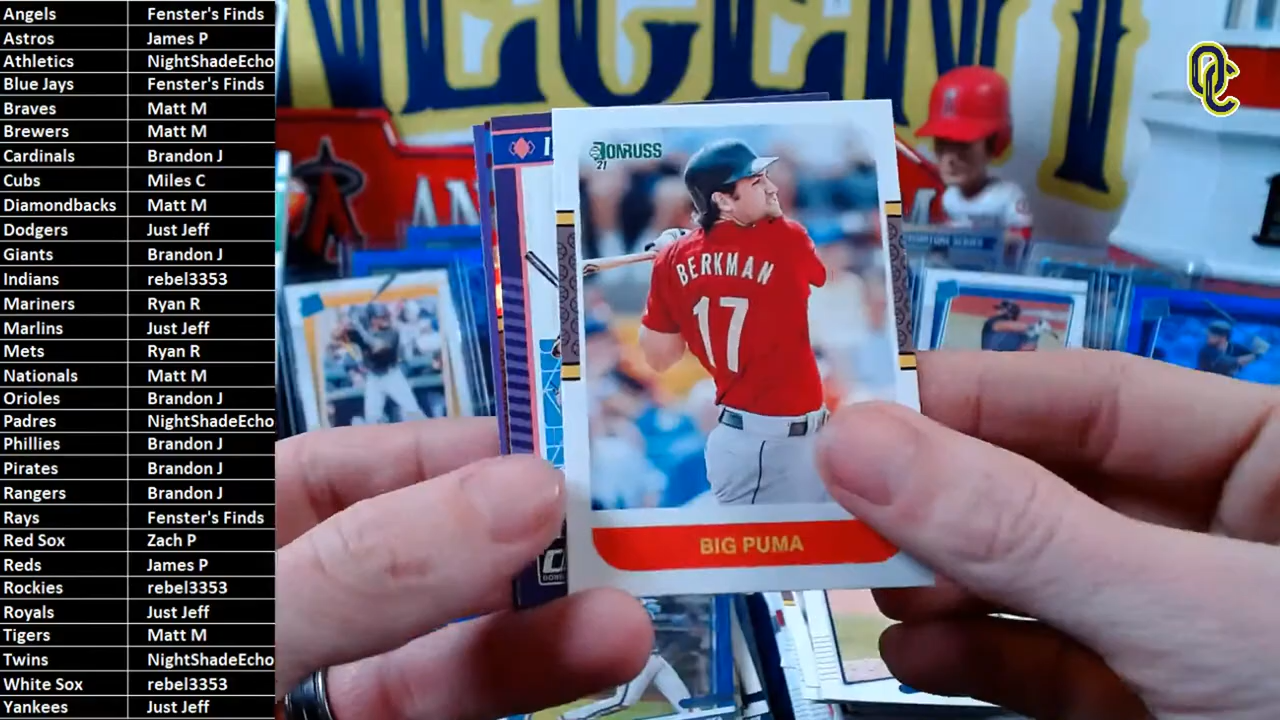 Angels Fenster's Finds
Astros James P
Athletics NightShadeEcho
Blue Jays Fenster's Finds
Braves Matt M
Brewers Matt M
Cardinals Brandon J
Cubs Miles C
Diamondbacks Matt M
Dodgers Just Jeff
Giants Brandon J
Indians rebel3353
Mariners Ryan R
Marlins Just Jeff
Mets Ryan R
Nationals Matt M
Orioles Brandon J
Padres NightShadeEcho
Phillies Brandon J
Pirates Brandon J
Rangers Brandon J
Rays Fenster's Finds
Red Sox Zach P
Reds James P
Rockies rebel3353
Royals Just Jeff
Tigers Matt M
Twins NightShadeEcho
White Sox rebel3353
Yankees Just Jeff
OC
DONRUSS
21
BERKMAN
17
BIG PUMA